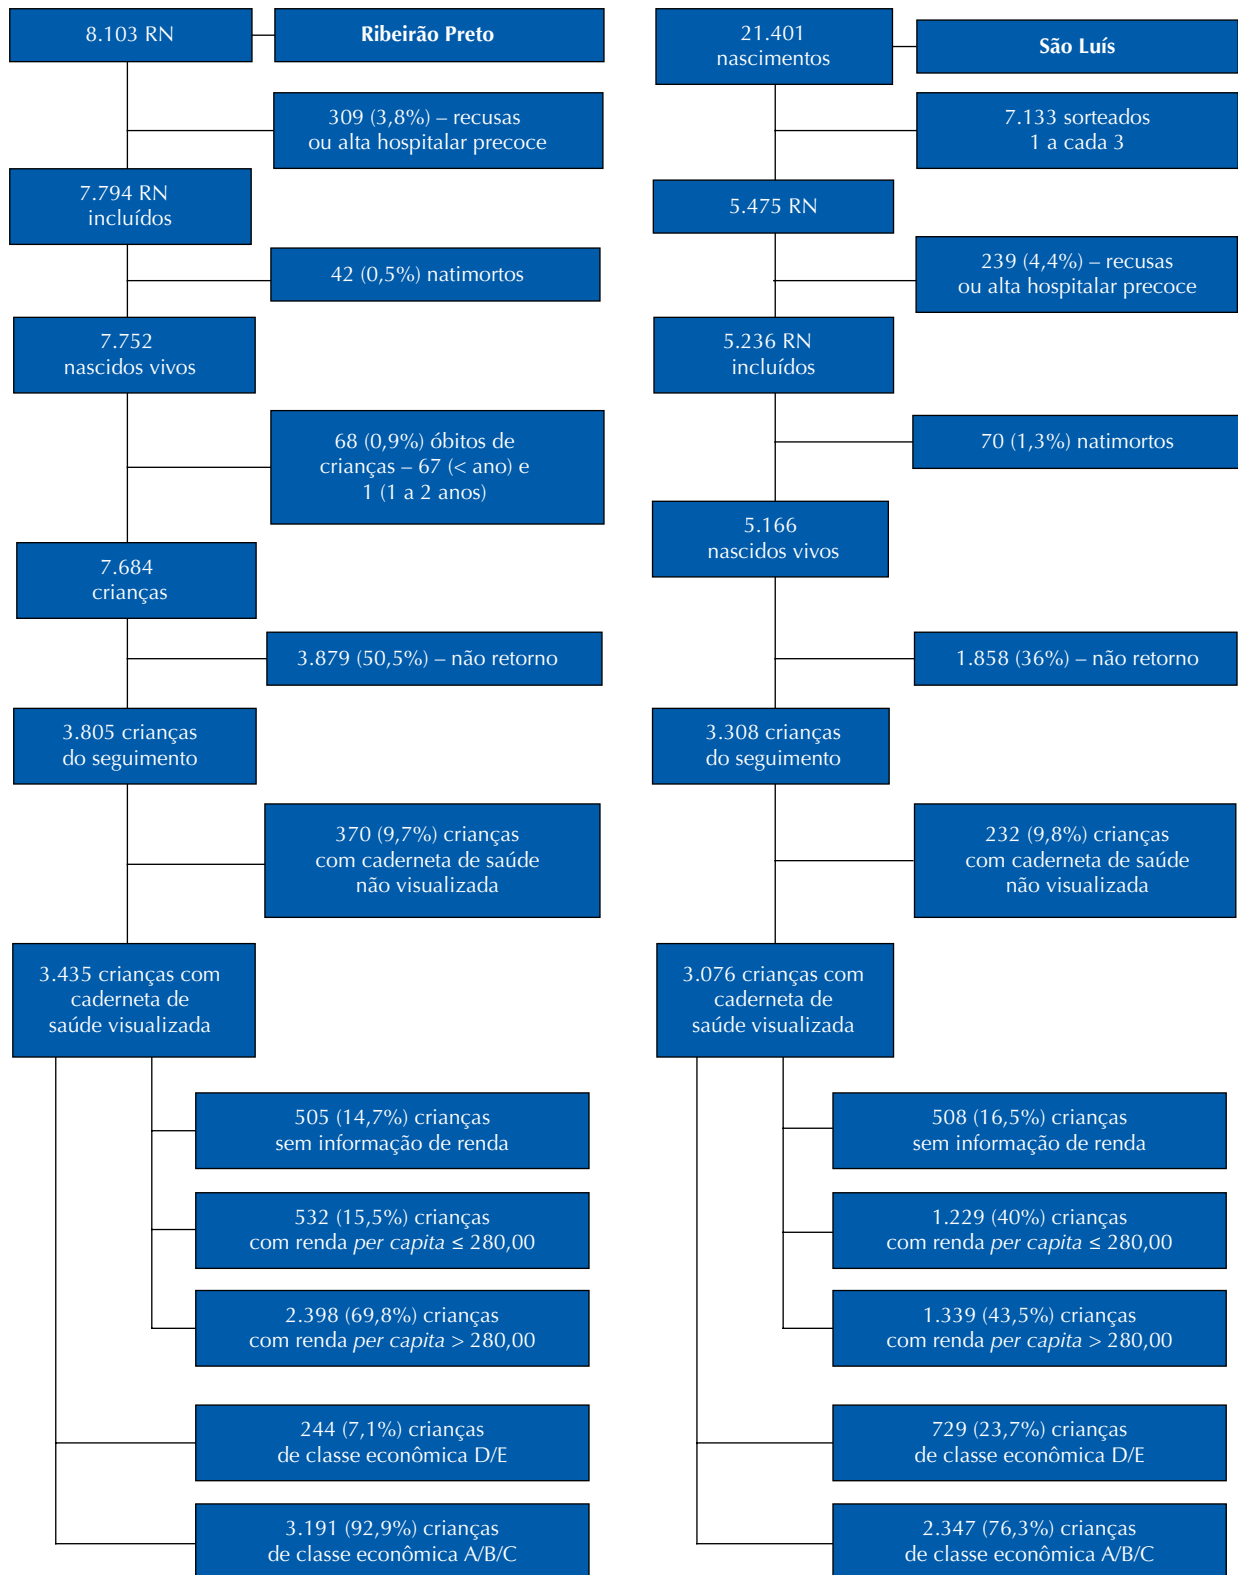 8.103 RN
Ribeirão Preto
309 (3,8%) – recusas
ou alta hospitalar precoce
7.794 RN
incluídos
42 (0,5%) natimortos
7.752
nascidos vivos
68 (0,9%) óbitos de
crianças – 67 (< ano) e
1 (1 a 2 anos)
7.684
crianças
3.879 (50,5%) – não retorno
3.805 crianças
do seguimento
370 (9,7%) crianças
com caderneta de saúde
não visualizada
3.435 crianças com
caderneta de
saúde visualizada
505 (14,7%) crianças
sem informação de renda
532 (15,5%) crianças
com renda per capita ≤ 280,00
2.398 (69,8%) crianças
com renda per capita > 280,00
244 (7,1%) crianças
de classe econômica D/E
3.191 (92,9%) crianças
de classe econômica A/B/C
21.401
nascimentos
São Luís
7.133 sorteados
1 a cada 3
5.475 RN
239 (4,4%) – recusas
ou alta hospitalar precoce
5.236 RN
incluídos
70 (1,3%) natimortos
5.166
nascidos vivos
1.858 (36%) – não retorno
3.308 crianças
do seguimento
232 (9,8%) crianças
com caderneta de saúde
não visualizada
3.076 crianças com
caderneta de
saúde visualizada
508 (16,5%) crianças
sem informação de renda
1.229 (40%) crianças
com renda per capita ≤ 280,00
1.339 (43,5%) crianças
com renda per capita > 280,00
729 (23,7%) crianças
de classe econômica D/E
2.347 (76,3%) crianças
de classe econômica A/B/C